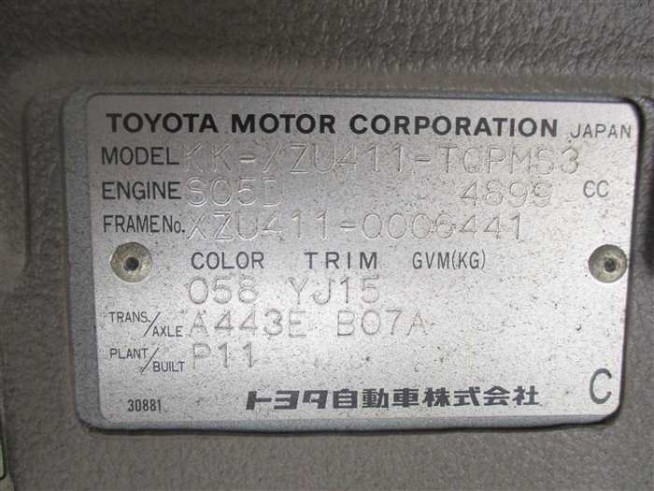 TOYOTA MOTOR CORPORATION JAPAN
MODEL KK-XZU411-TQPMS3
ENGINE S05D 4899 CC
FRAME No. XZU411-0006441
COLOR TRIM GVM(KG)
058 YJ15
TRANS./AXLE A443E B07A
PLANT/BUILT P11
30881 トヨタ自動車株式会社 C